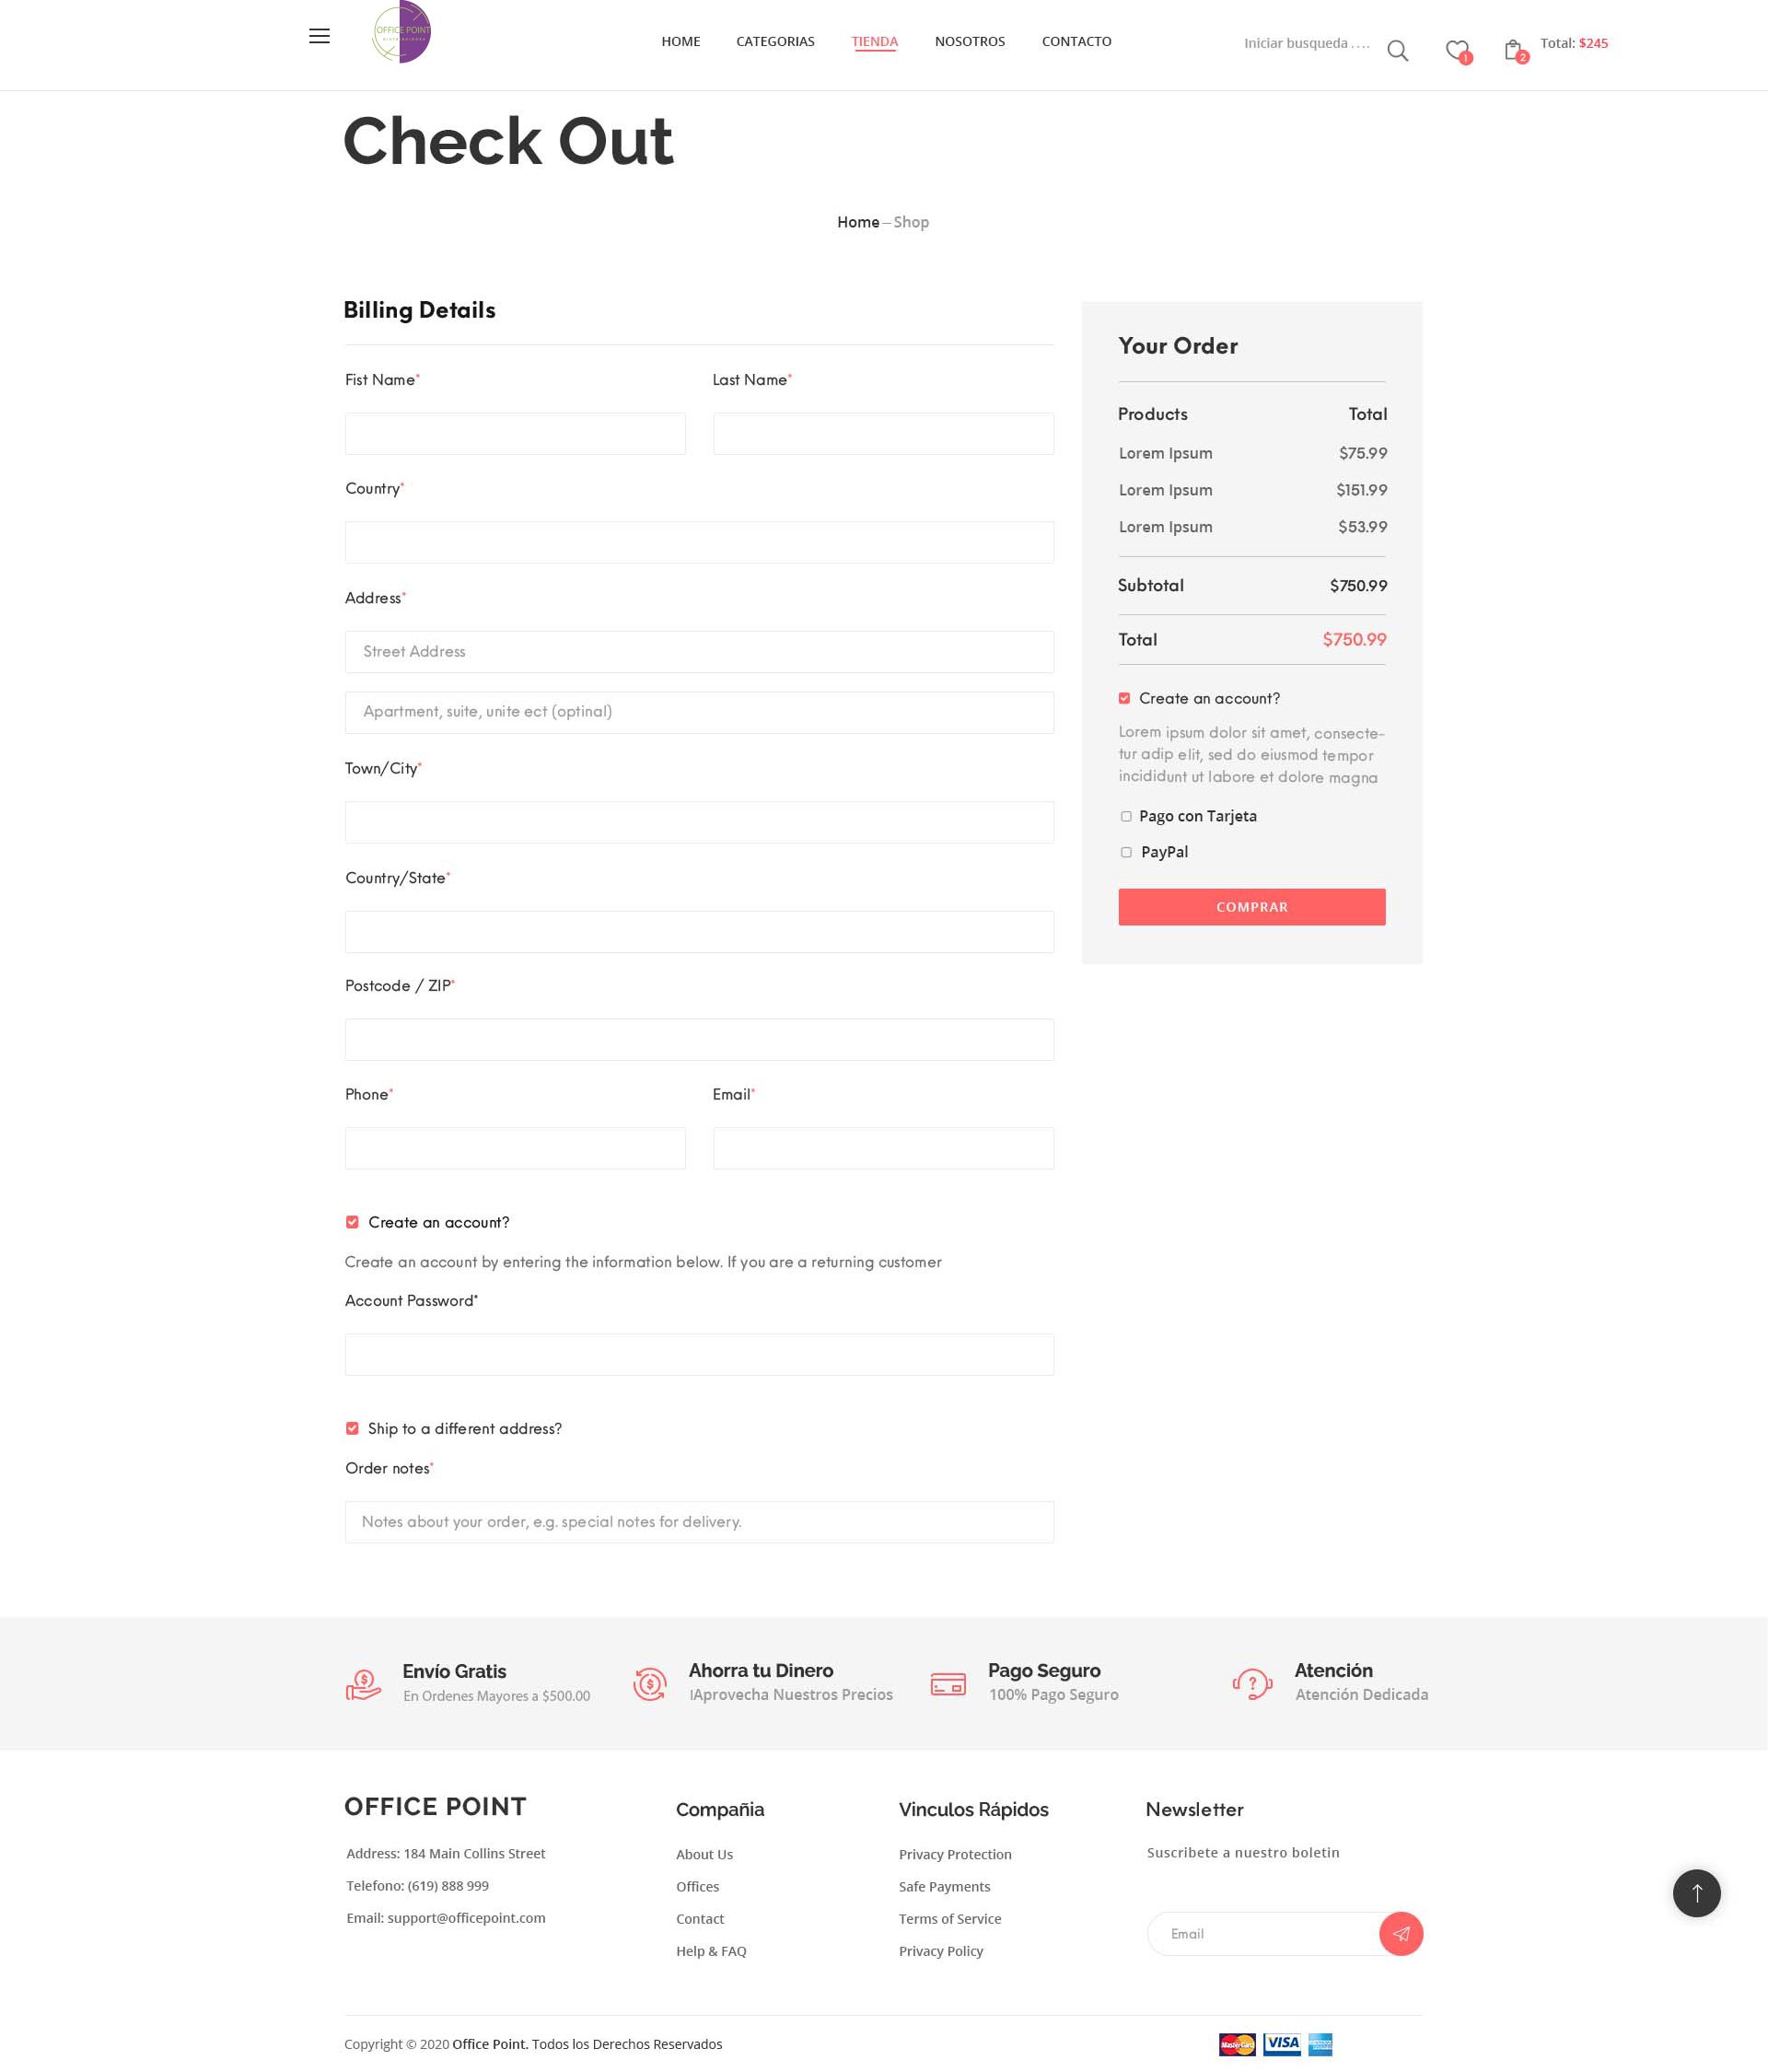 OFFICE POINT
HOME CATEGORIAS TIENDA NOSOTROS CONTACTO Iniciar busqueda . . . . 1 2 Total: $245
Check Out
Home – Shop
Billing Details
Fist Name* Last Name*
Country*
Address*
Street Address
Apartment, suite, unite ect (optinal)
Town/City*
Country/State*
Postcode / ZIP*
Phone* Email*
Create an account?
Create an account by entering the information below. If you are a returning customer
Account Password*
Ship to a different address?
Order notes*
Notes about your order, e.g. special notes for delivery.
Your Order
Products Total
Lorem Ipsum $75.99
Lorem Ipsum $151.99
Lorem Ipsum $53.99
Subtotal $750.99
Total $750.99
Create an account?
Lorem ipsum dolor sit amet, consecte-
tur adip elit, sed do eiusmod tempor
incididunt ut labore et dolore magna
Pago con Tarjeta
PayPal
COMPRAR
Envío Gratis
En Ordenes Mayores a $500.00
Ahorra tu Dinero
IAprovecha Nuestros Precios
Pago Seguro
100% Pago Seguro
Atención
Atención Dedicada
OFFICE POINT
Address: 184 Main Collins Street
Telefono: (619) 888 999
Email: support@officepoint.com
Compañia
About Us
Offices
Contact
Help & FAQ
Vinculos Rápidos
Privacy Protection
Safe Payments
Terms of Service
Privacy Policy
Newsletter
Suscribete a nuestro boletin
Email
Copyright © 2020 Office Point. Todos los Derechos Reservados
MasterCard VISA